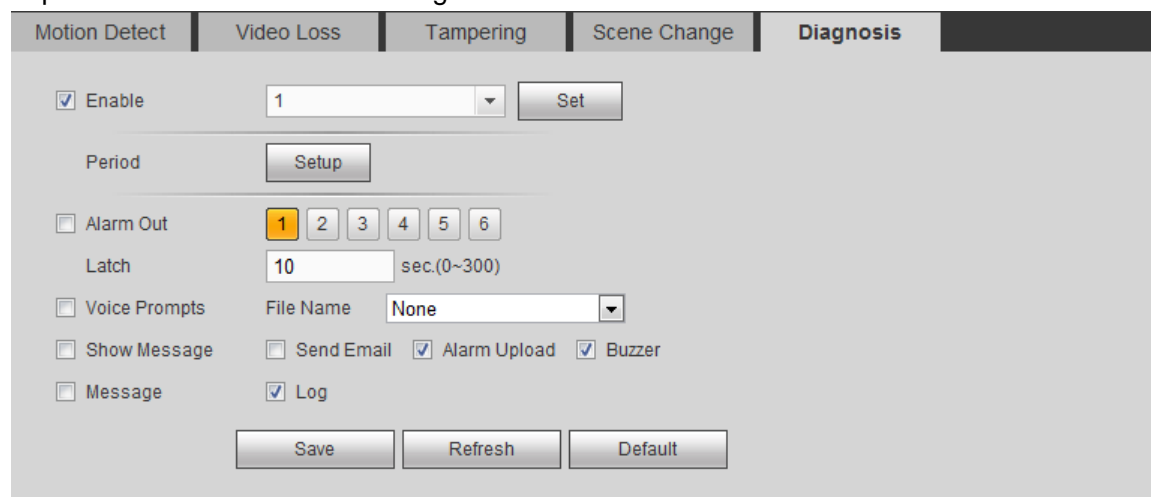 Motion Detect Video Loss Tampering Scene Change Diagnosis
Enable 1 Set
Period Setup
Alarm Out 1 2 3 4 5 6
Latch 10 sec.(0~300)
Voice Prompts File Name None
Show Message Send Email Alarm Upload Buzzer
Message Log
Save Refresh Default